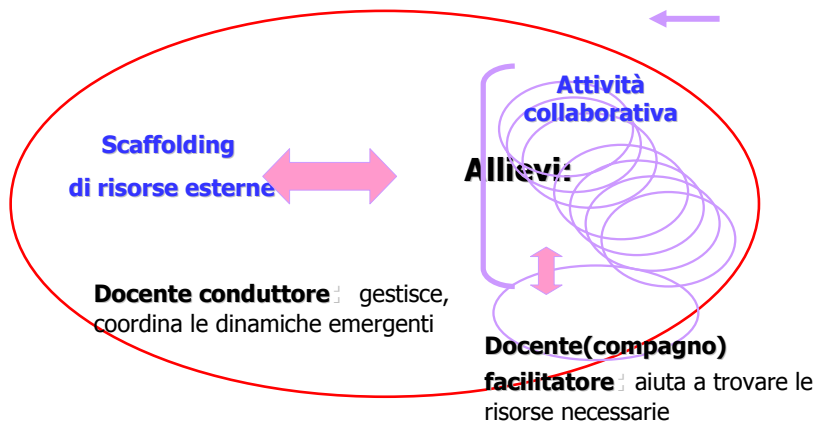 Attività
collaborativa
Scaffolding
di risorse esterne
Allievi:
Docente conduttore: gestisce,
coordina le dinamiche emergenti
Docente(compagno)
facilitatore: aiuta a trovare le
risorse necessarie